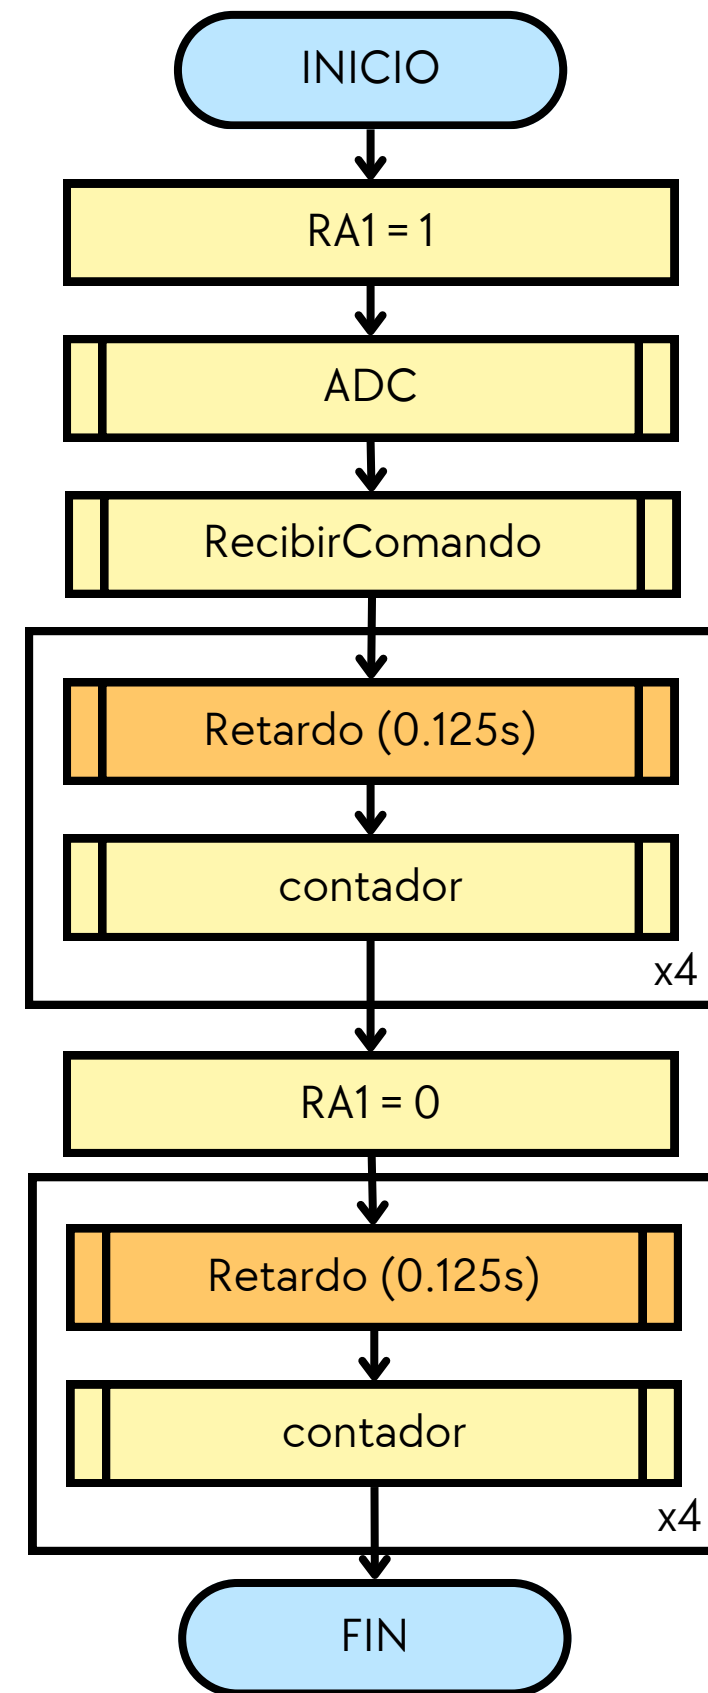 INICIO
RA1 = 1
ADC
RecibirComando
Retardo (0.125s)
contador
x4
RA1 = 0
Retardo (0.125s)
contador
x4
FIN